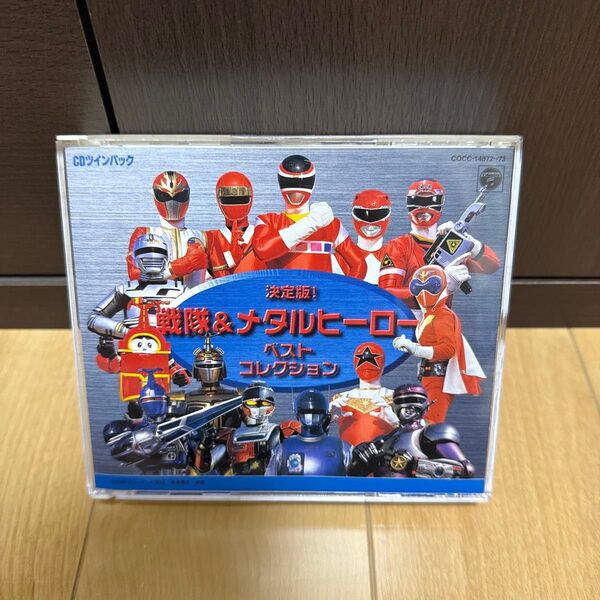 CDツインパック
COCC-14872~73
決定版!
戦隊&メタルヒーロー
ベスト
コレクション